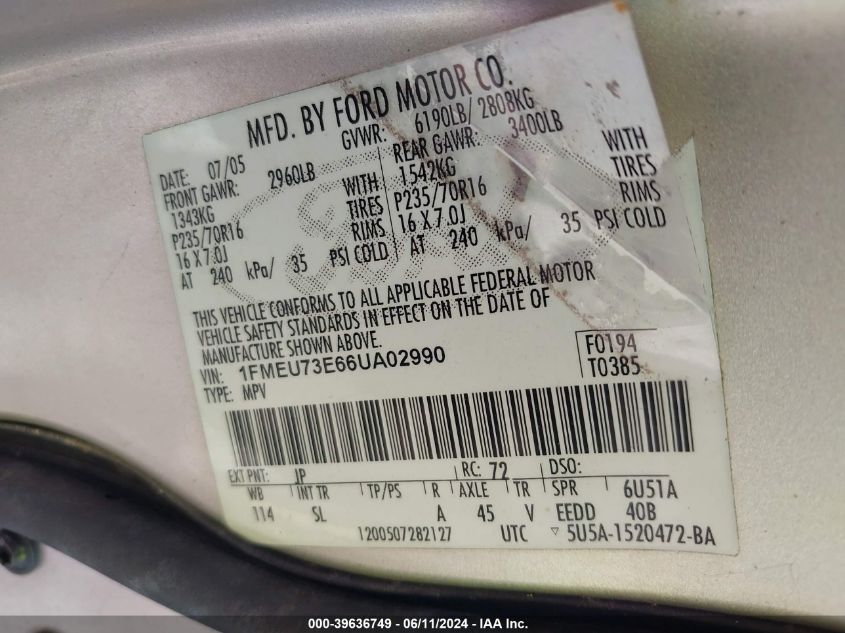 MFD. BY FORD MOTOR CO.
DATE: 07/05 GVWR: 6190LB/ 2808KG
FRONT GAWR: 2960LB REAR GAWR: 3400LB
1343KG WITH 1542KG WITH
P235/70R16 TIRES P235/70R16 TIRES
16 X 7.0J RIMS 16 X 7.0J RIMS
AT 240 kPa/ 35 PSI COLD AT 240 kPa/ 35 PSI COLD
THIS VEHICLE CONFORMS TO ALL APPLICABLE FEDERAL MOTOR
VEHICLE SAFETY STANDARDS IN EFFECT ON THE DATE OF
MANUFACTURE SHOWN ABOVE.
VIN: 1FMEU73E66UA02990 F0194
TYPE: MPV T0385
EXT PNT: JP RC: 72 DSO:
WB INT TR TP/PS R AXLE TR SPR 6U51A
114 SL A 45 V EEDD 40B
1200507282127 UTC ▽ 5U5A-1520472-BA
000-39636749 - 06/11/2024 - IAA Inc.